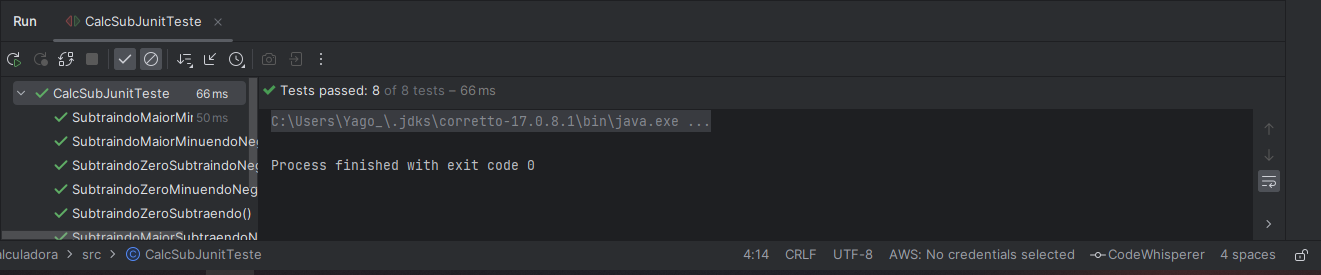 Run CalcSubJunitTeste
CalcSubJunitTeste 66 ms
SubtraindoMaiorMin 50 ms
SubtraindoMaiorMinuendoNeg
SubtraindoZeroSubtraindoNeg
SubtraindoZeroMinuendoNeg
SubtraindoZeroSubtraendo()
SubtraindoMaiorSubtraendoN
Tests passed: 8 of 8 tests – 66 ms
C:\Users\Yago_\.jdks\corretto-17.0.8.1\bin\java.exe ...
Process finished with exit code 0
alculadora > src > CalcSubJunitTeste 4:14 CRLF UTF-8 AWS: No credentials selected CodeWhisperer 4 spaces